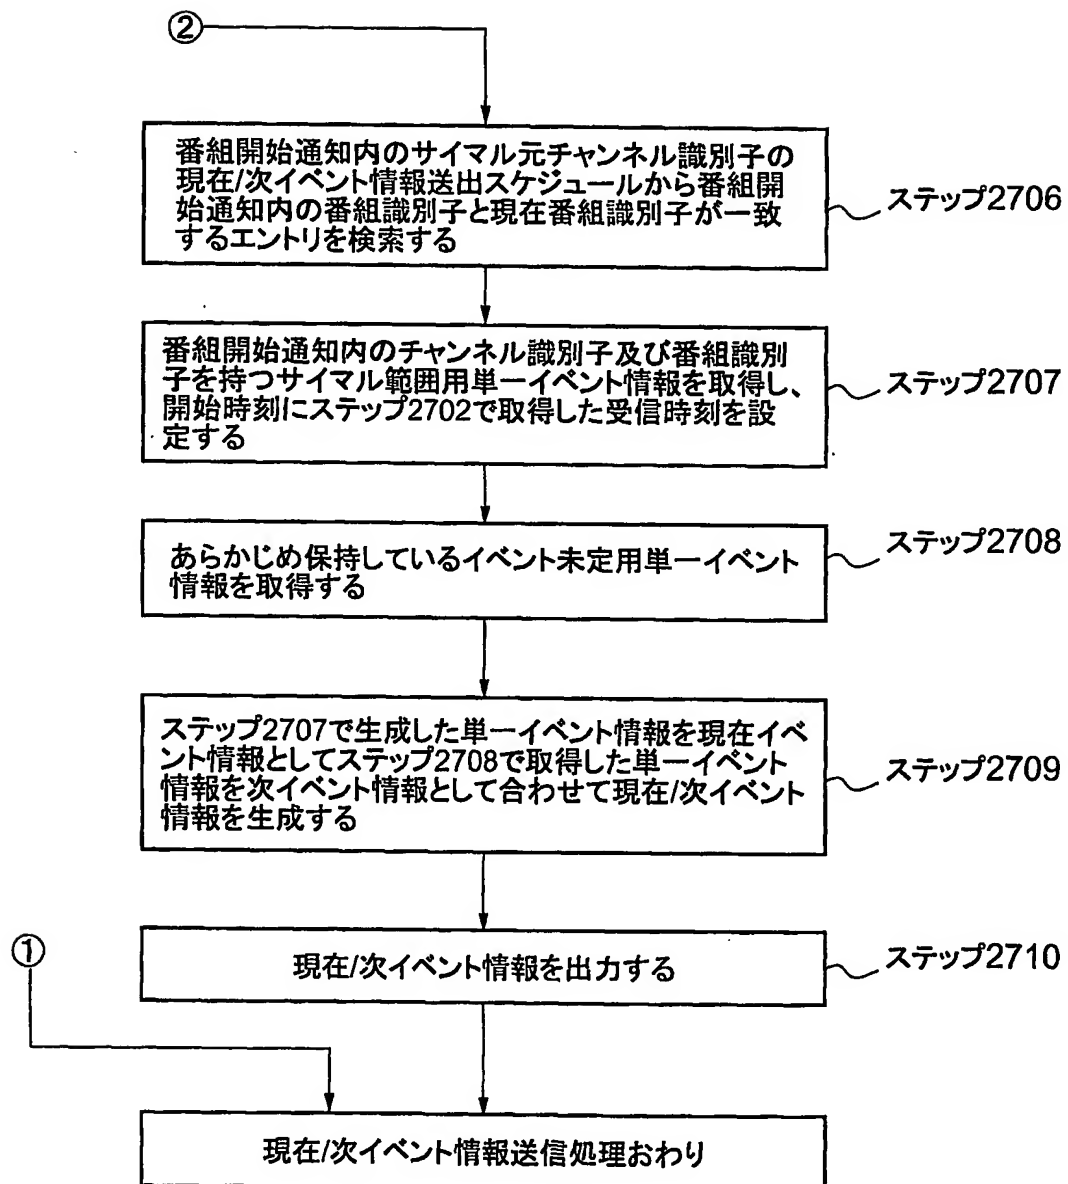 ②
番組開始通知内のサイマル元チャンネル識別子の
現在/次イベント情報送出スケジュールから番組開
始通知内の番組識別子と現在番組識別子が一致
するエントリを検索する
ステップ2706
番組開始通知内のチャンネル識別子及び番組識別
子を持つサイマル範囲用単一イベント情報を取得し、
開始時刻にステップ2702で取得した受信時刻を設
定する
ステップ2707
あらかじめ保持しているイベント未定用単一イベント
情報を取得する
ステップ2708
ステップ2707で生成した単一イベント情報を現在イベ
ント情報としてステップ2708で取得した単一イベント
情報を次イベント情報として合わせて現在/次イベント
情報を生成する
ステップ2709
①
現在/次イベント情報を出力する
ステップ2710
現在/次イベント情報送信処理おわり